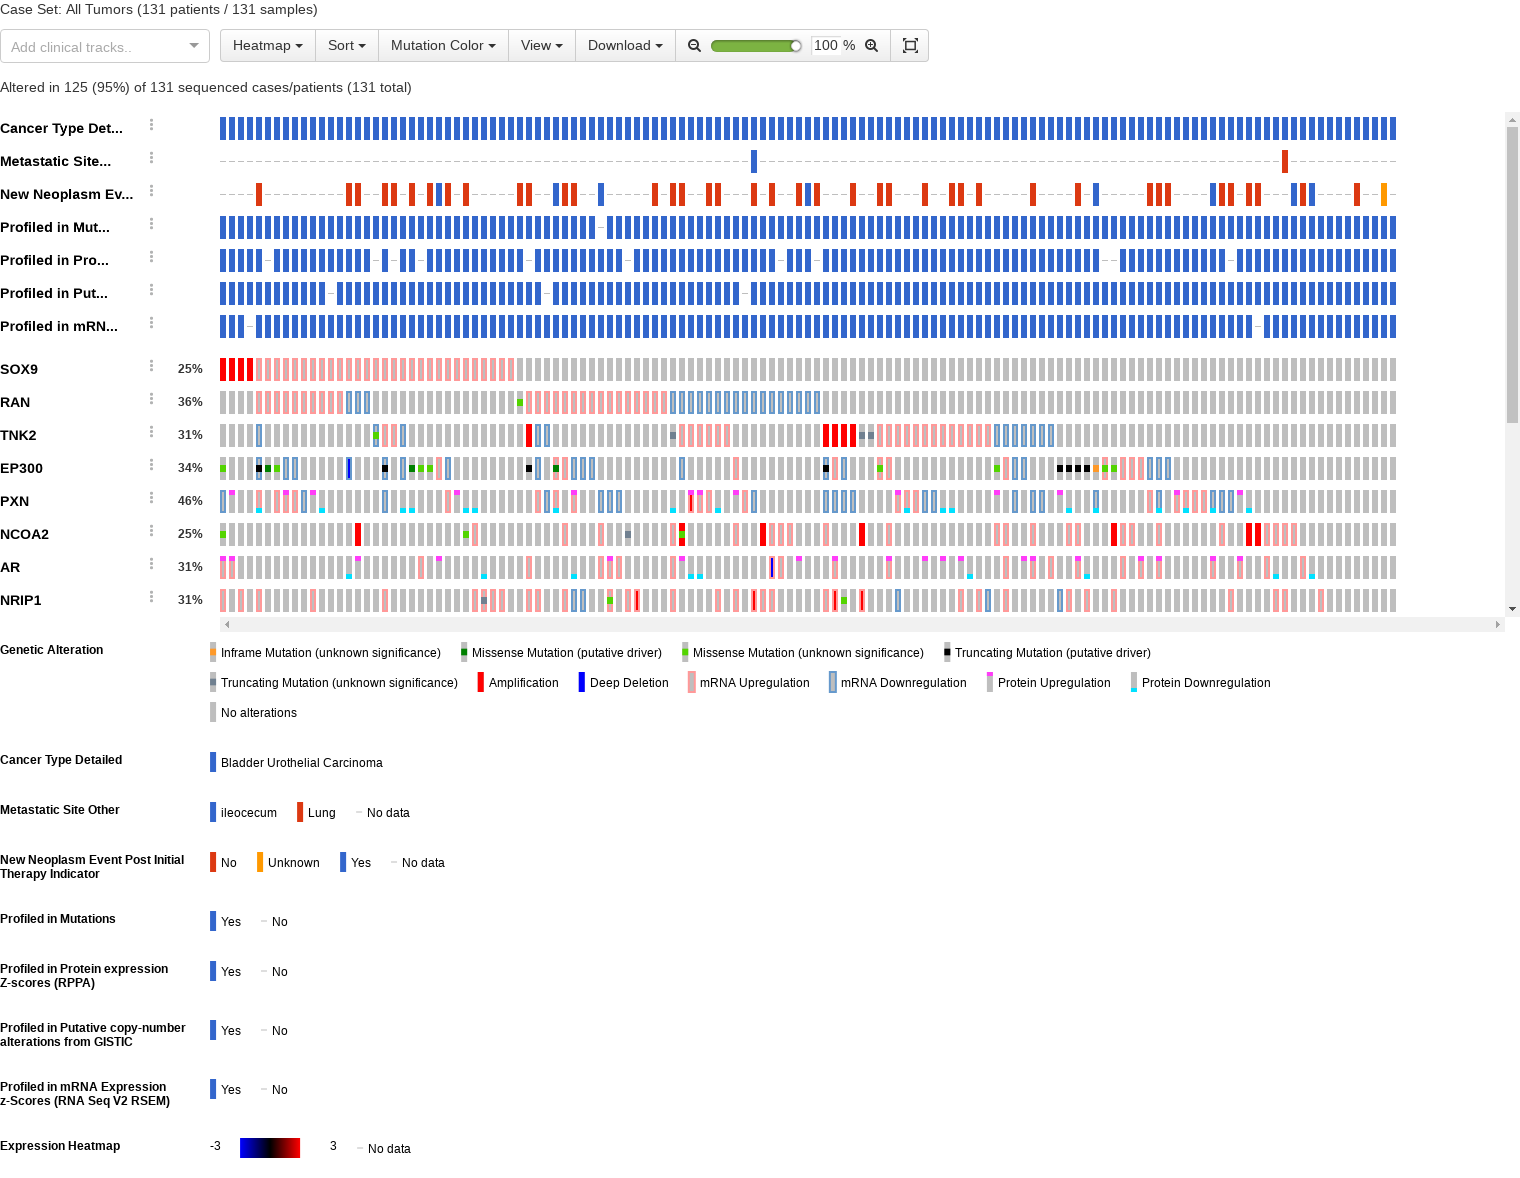 Case Set: All Tumors (131 patients / 131 samples)
Add clinical tracks..
Heatmap Sort Mutation Color View Download 100 %
Altered in 125 (95%) of 131 sequenced cases/patients (131 total)
Cancer Type Det...
Metastatic Site...
New Neoplasm Ev...
Profiled in Mut...
Profiled in Pro...
Profiled in Put...
Profiled in mRN...
SOX9 25%
RAN 36%
TNK2 31%
EP300 34%
PXN 46%
NCOA2 25%
AR 31%
NRIP1 31%
Genetic Alteration Inframe Mutation (unknown significance) Missense Mutation (putative driver) Missense Mutation (unknown significance) Truncating Mutation (putative driver)
Truncating Mutation (unknown significance) Amplification Deep Deletion mRNA Upregulation mRNA Downregulation Protein Upregulation Protein Downregulation
No alterations
Cancer Type Detailed Bladder Urothelial Carcinoma
Metastatic Site Other ileocecum Lung No data
New Neoplasm Event Post Initial
Therapy Indicator No Unknown Yes No data
Profiled in Mutations Yes No
Profiled in Protein expression
Z-scores (RPPA) Yes No
Profiled in Putative copy-number
alterations from GISTIC Yes No
Profiled in mRNA Expression
z-Scores (RNA Seq V2 RSEM) Yes No
Expression Heatmap -3 3 No data